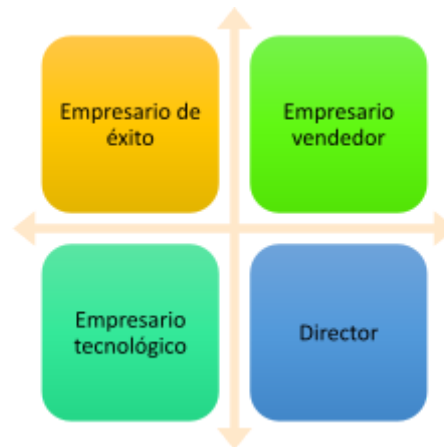 Empresario de
éxito
Empresario
vendedor
Empresario
tecnológico
Director